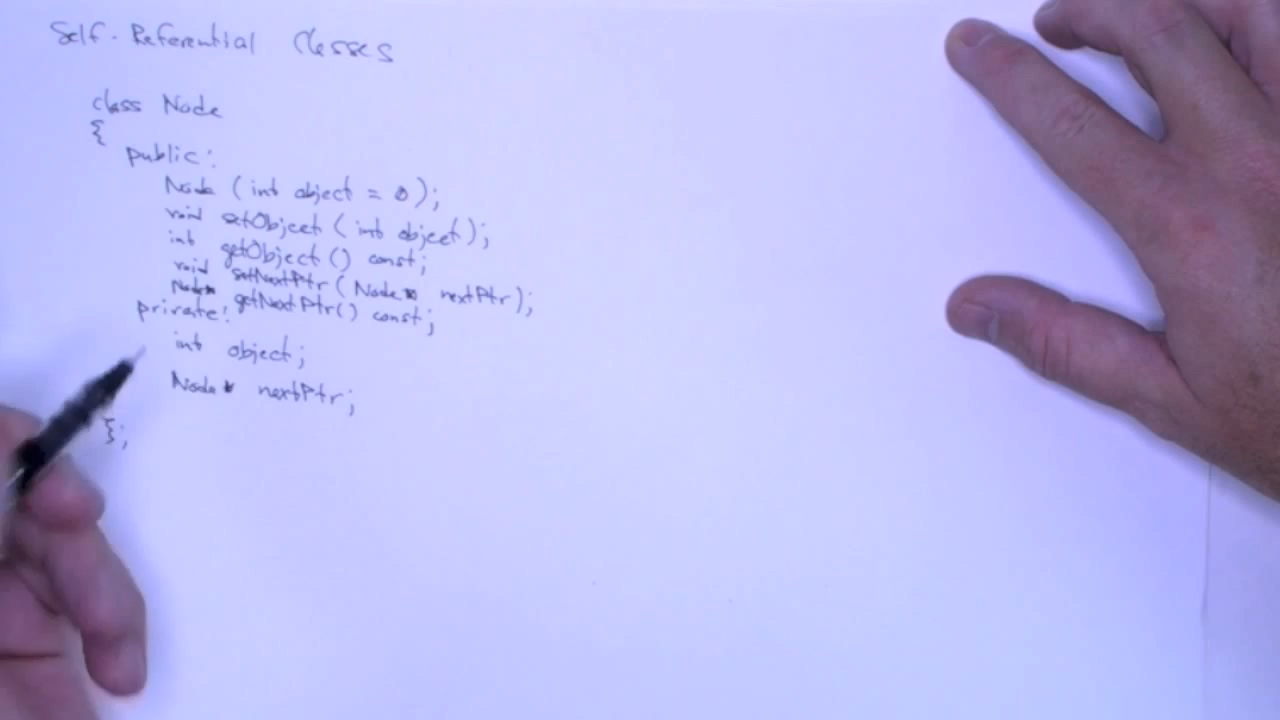 Self-Referential Classes
class Node
{
public:
Node (int object = 0);
void setObject (int object);
int getObject () const;
void setNextPtr (Node* nextPtr);
Node* getNextPtr() const;
private:
int object;
Node* nextPtr;
};